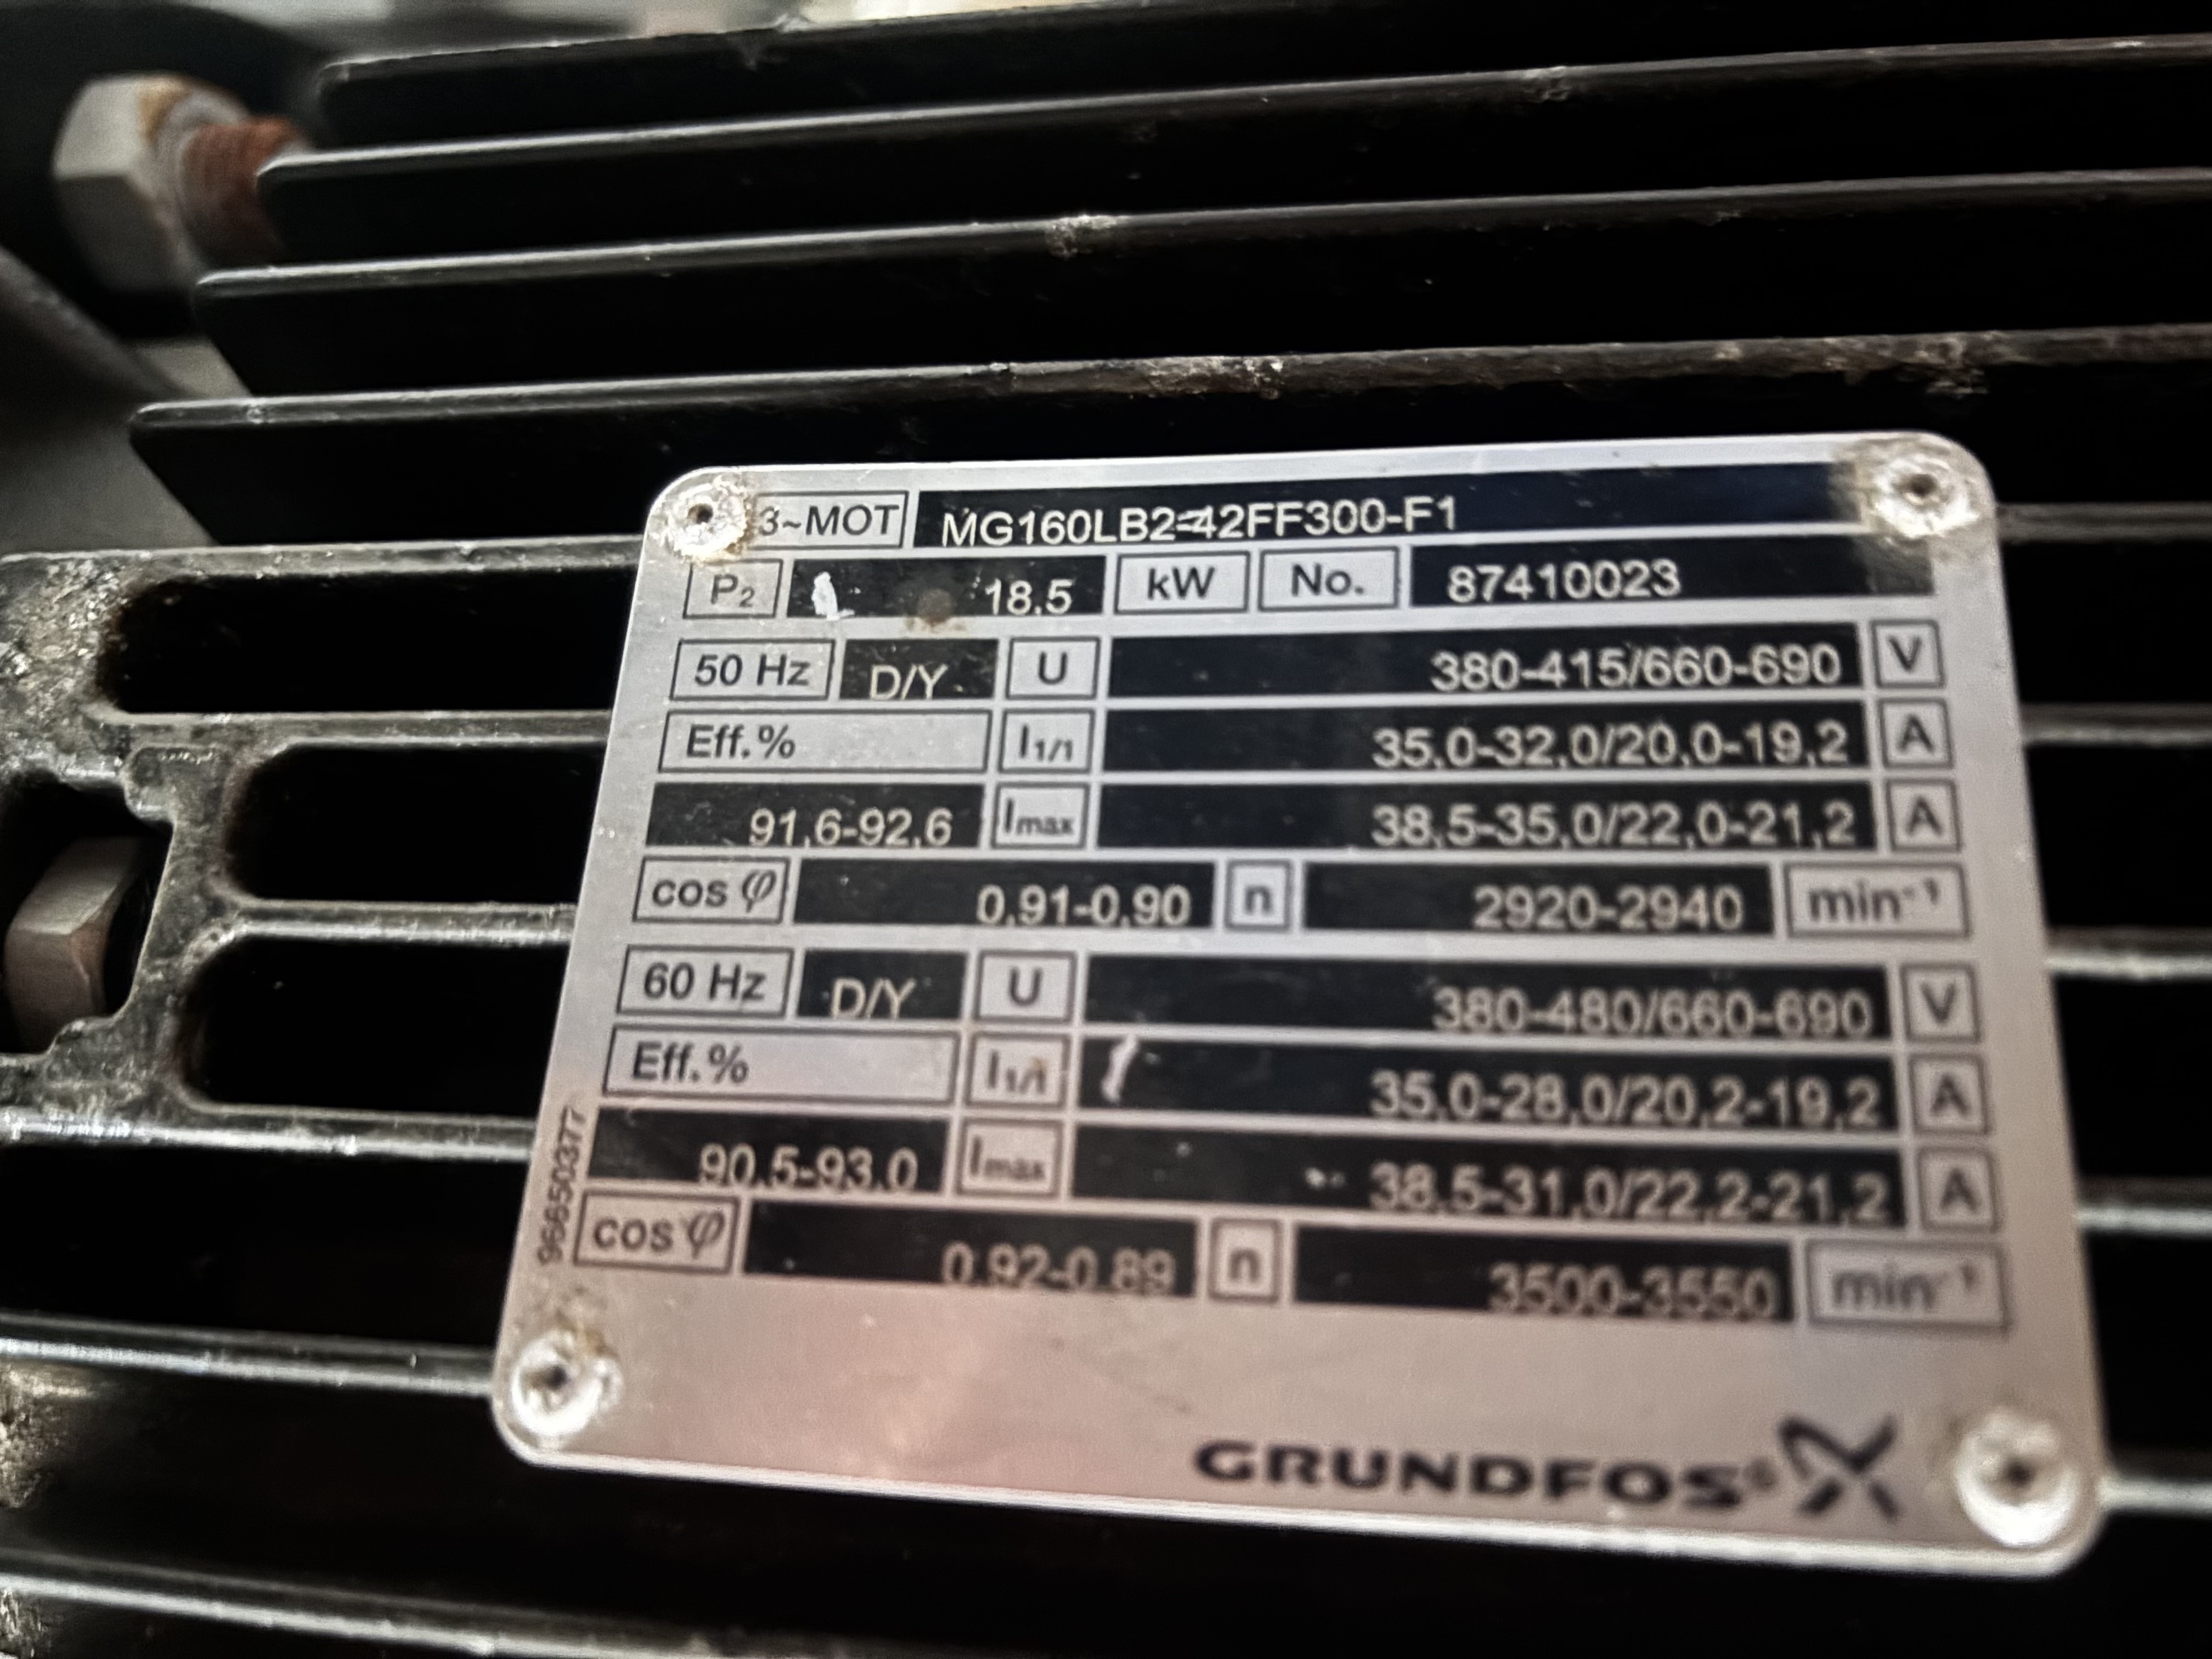 3~MOT MG160LB2-42FF300-F1
P2 18,5 kW No. 87410023
50 Hz D/Y U 380-415/660-690 V
Eff.% I1/1 35,0-32,0/20,0-19,2 A
91,6-92,6 Imax 38,5-35,0/22,0-21,2 A
cos φ 0,91-0,90 n 2920-2940 min⁻¹
60 Hz D/Y U 380-480/660-690 V
Eff.% I1/1 35,0-28,0/20,2-19,2 A
90,5-93,0 Imax 38,5-31,0/22,2-21,2 A
cos φ 0,92-0,89 n 3500-3550 min⁻¹
96650377
GRUNDFOS